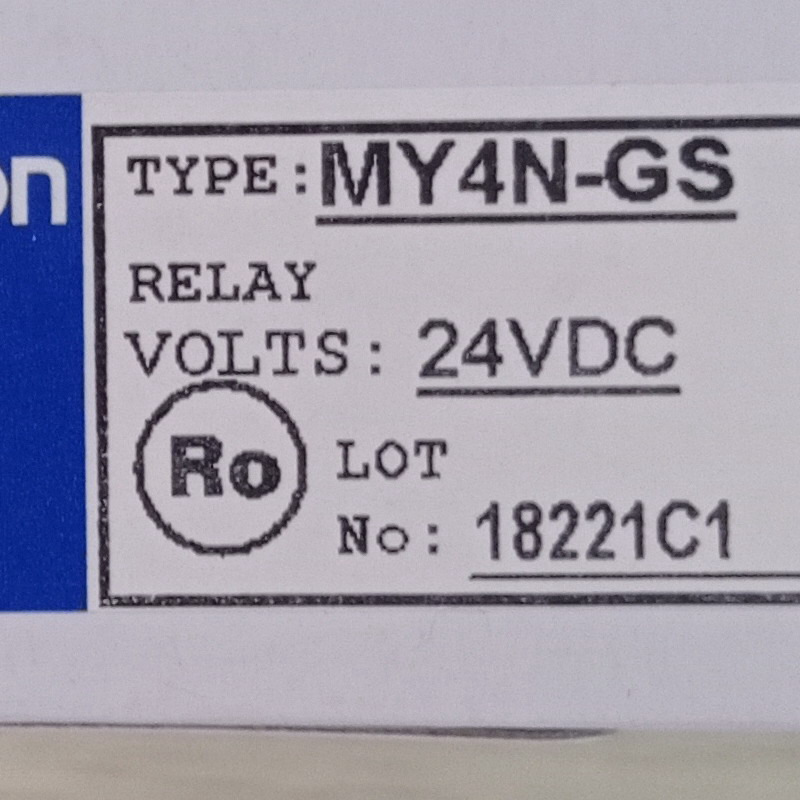 on
TYPE: MY4N-GS
RELAY
VOLTS: 24VDC
Ro
LOT
No: 18221C1